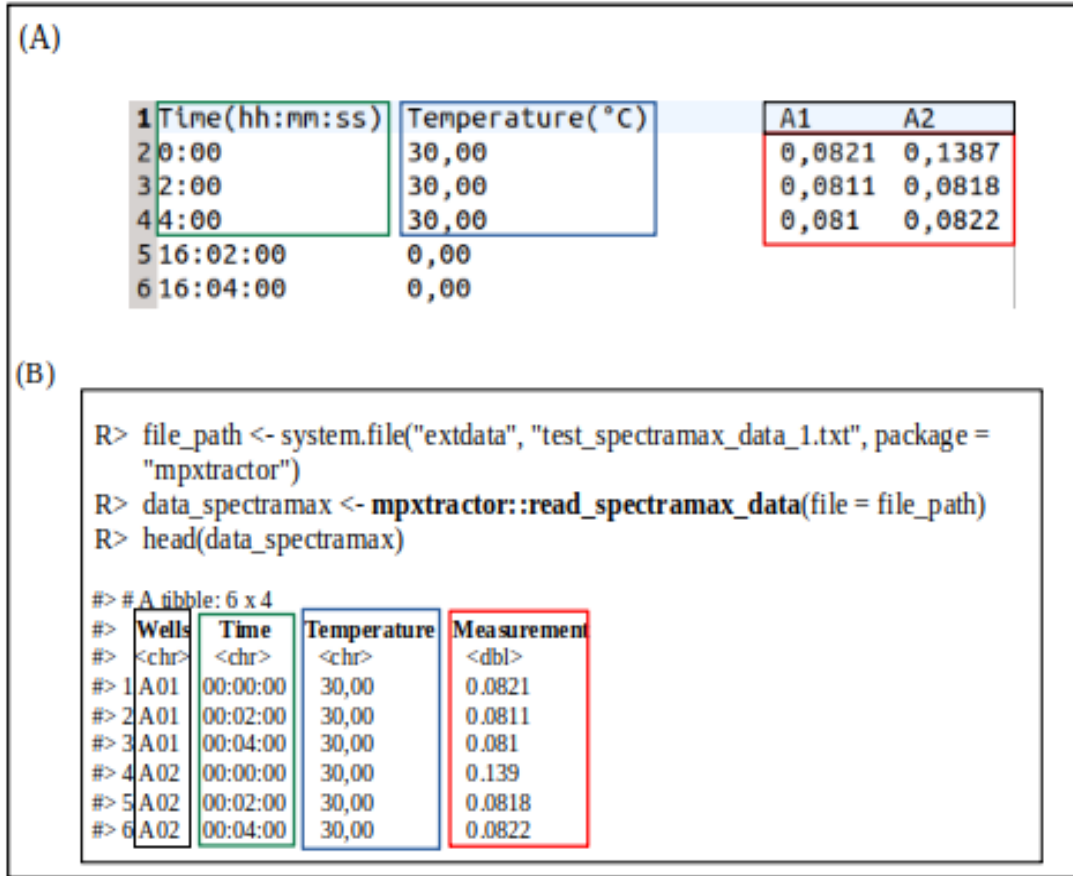 (A)
1 Time(hh:mm:ss) Temperature(°C) A1 A2
2 0:00 30,00 0,0821 0,1387
3 2:00 30,00 0,0811 0,0818
4 4:00 30,00 0,081 0,0822
5 16:02:00 0,00
6 16:04:00 0,00
(B)
R> file_path <- system.file("extdata", "test_spectramax_data_1.txt", package =
"mpxtractor")
R> data_spectramax <- mpxtractor::read_spectramax_data(file = file_path)
R> head(data_spectramax)
#> # A tibble: 6 x 4
#> Wells Time Temperature Measurement
#> <chr> <chr> <chr> <dbl>
#> 1 A01 00:00:00 30,00 0.0821
#> 2 A01 00:02:00 30,00 0.0811
#> 3 A01 00:04:00 30,00 0.081
#> 4 A02 00:00:00 30,00 0.139
#> 5 A02 00:02:00 30,00 0.0818
#> 6 A02 00:04:00 30,00 0.0822